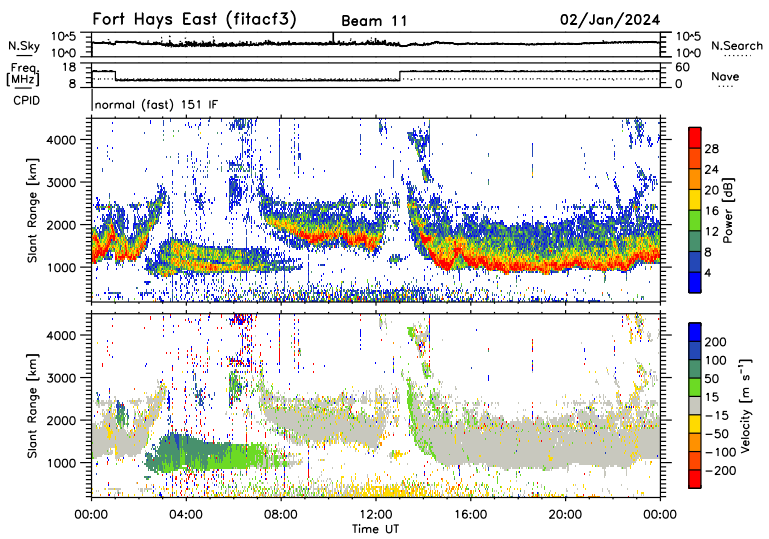 Fort Hays East (fitacf3) Beam 11 02/Jan/2024
N.Sky 10^5 10^0 10^5 10^0 N.Search
Freq. [MHz] 18 8 60 0 Nave
CPID normal (fast) 151 IF
4000
3000
2000
1000
Slant Range [km]
28
24
20
16
12
8
4
Power [dB]
4000
3000
2000
1000
Slant Range [km]
200
100
50
15
−15
−50
−100
−200
Velocity [m s⁻¹]
00:00 04:00 08:00 12:00 16:00 20:00 00:00
Time UT